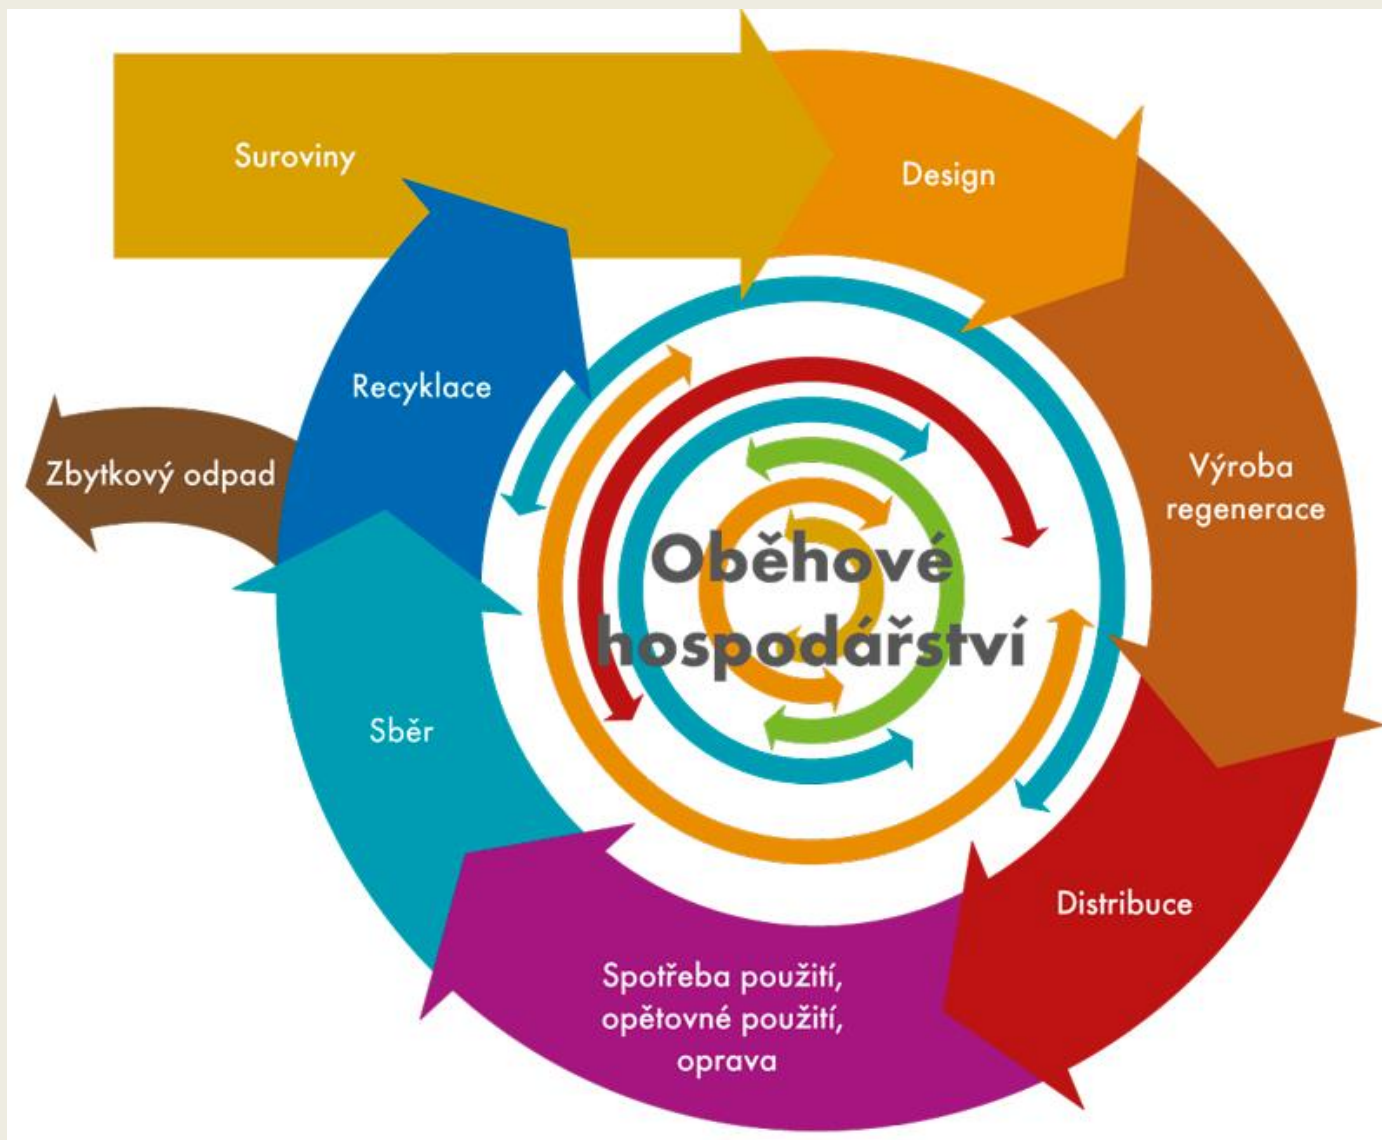 Suroviny
Design
Recyklace
Zbytkový odpad
Výroba
regenerace
Oběhové
hospodářství
Sběr
Distribuce
Spotřeba použití,
opětovné použití,
oprava